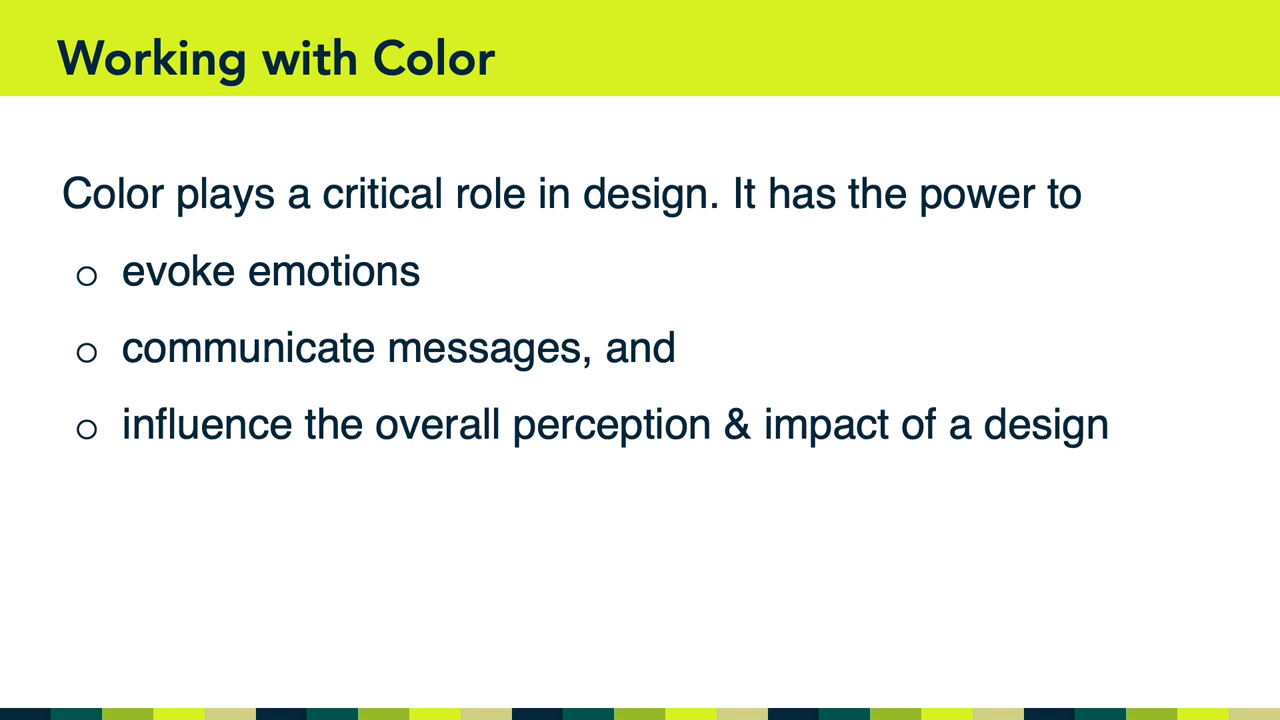 Working with Color
Color plays a critical role in design. It has the power to
○ evoke emotions
○ communicate messages, and
○ influence the overall perception & impact of a design